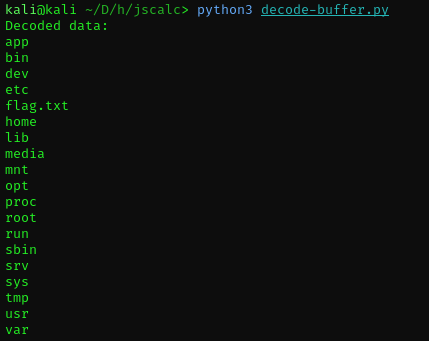 kali@kali ~/D/h/jscalc> python3 decode-buffer.py
Decoded data:
app
bin
dev
etc
flag.txt
home
lib
media
mnt
opt
proc
root
run
sbin
srv
sys
tmp
usr
var